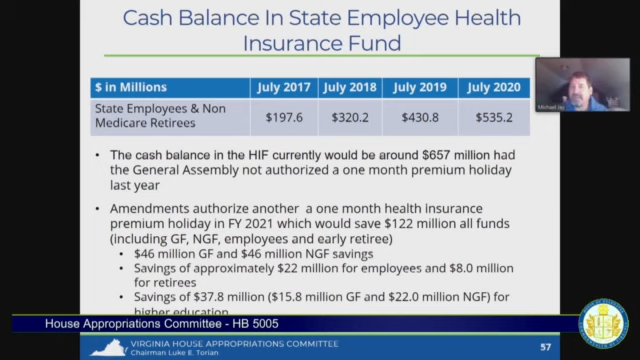 Cash Balance In State Employee Health
Insurance Fund
$ in Millions July 2017 July 2018 July 2019 July 2020
State Employees & Non
Medicare Retirees $197.6 $320.2 $430.8 $535.2
Michael Jay
• The cash balance in the HIF currently would be around $657 million had
the General Assembly not authorized a one month premium holiday
last year
• Amendments authorize another a one month health insurance
premium holiday in FY 2021 which would save $122 million all funds
(including GF, NGF, employees and early retiree)
• $46 million GF and $46 million NGF savings
• Savings of approximately $22 million for employees and $8.0 million
for retirees
• Savings of $37.8 million ($15.8 million GF and $22.0 million NGF) for
higher education
House Appropriations Committee - HB 5005
VIRGINIA HOUSE APPROPRIATIONS COMMITTEE
Chairman Luke E. Torian
57